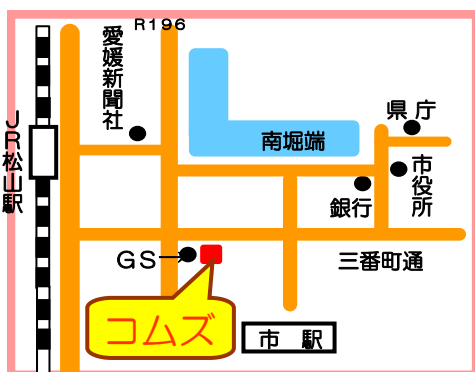 R196
愛媛新聞社
県庁
JR松山駅
南堀端
市役所
銀行
GS
三番町通
コムズ
市 駅